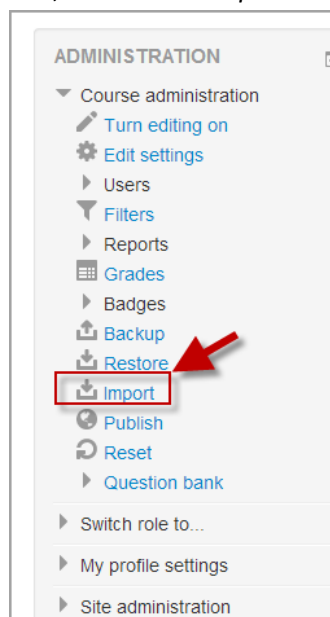 ADMINISTRATION
Course administration
Turn editing on
Edit settings
Users
Filters
Reports
Grades
Badges
Backup
Restore
Import
Publish
Reset
Question bank
Switch role to...
My profile settings
Site administration